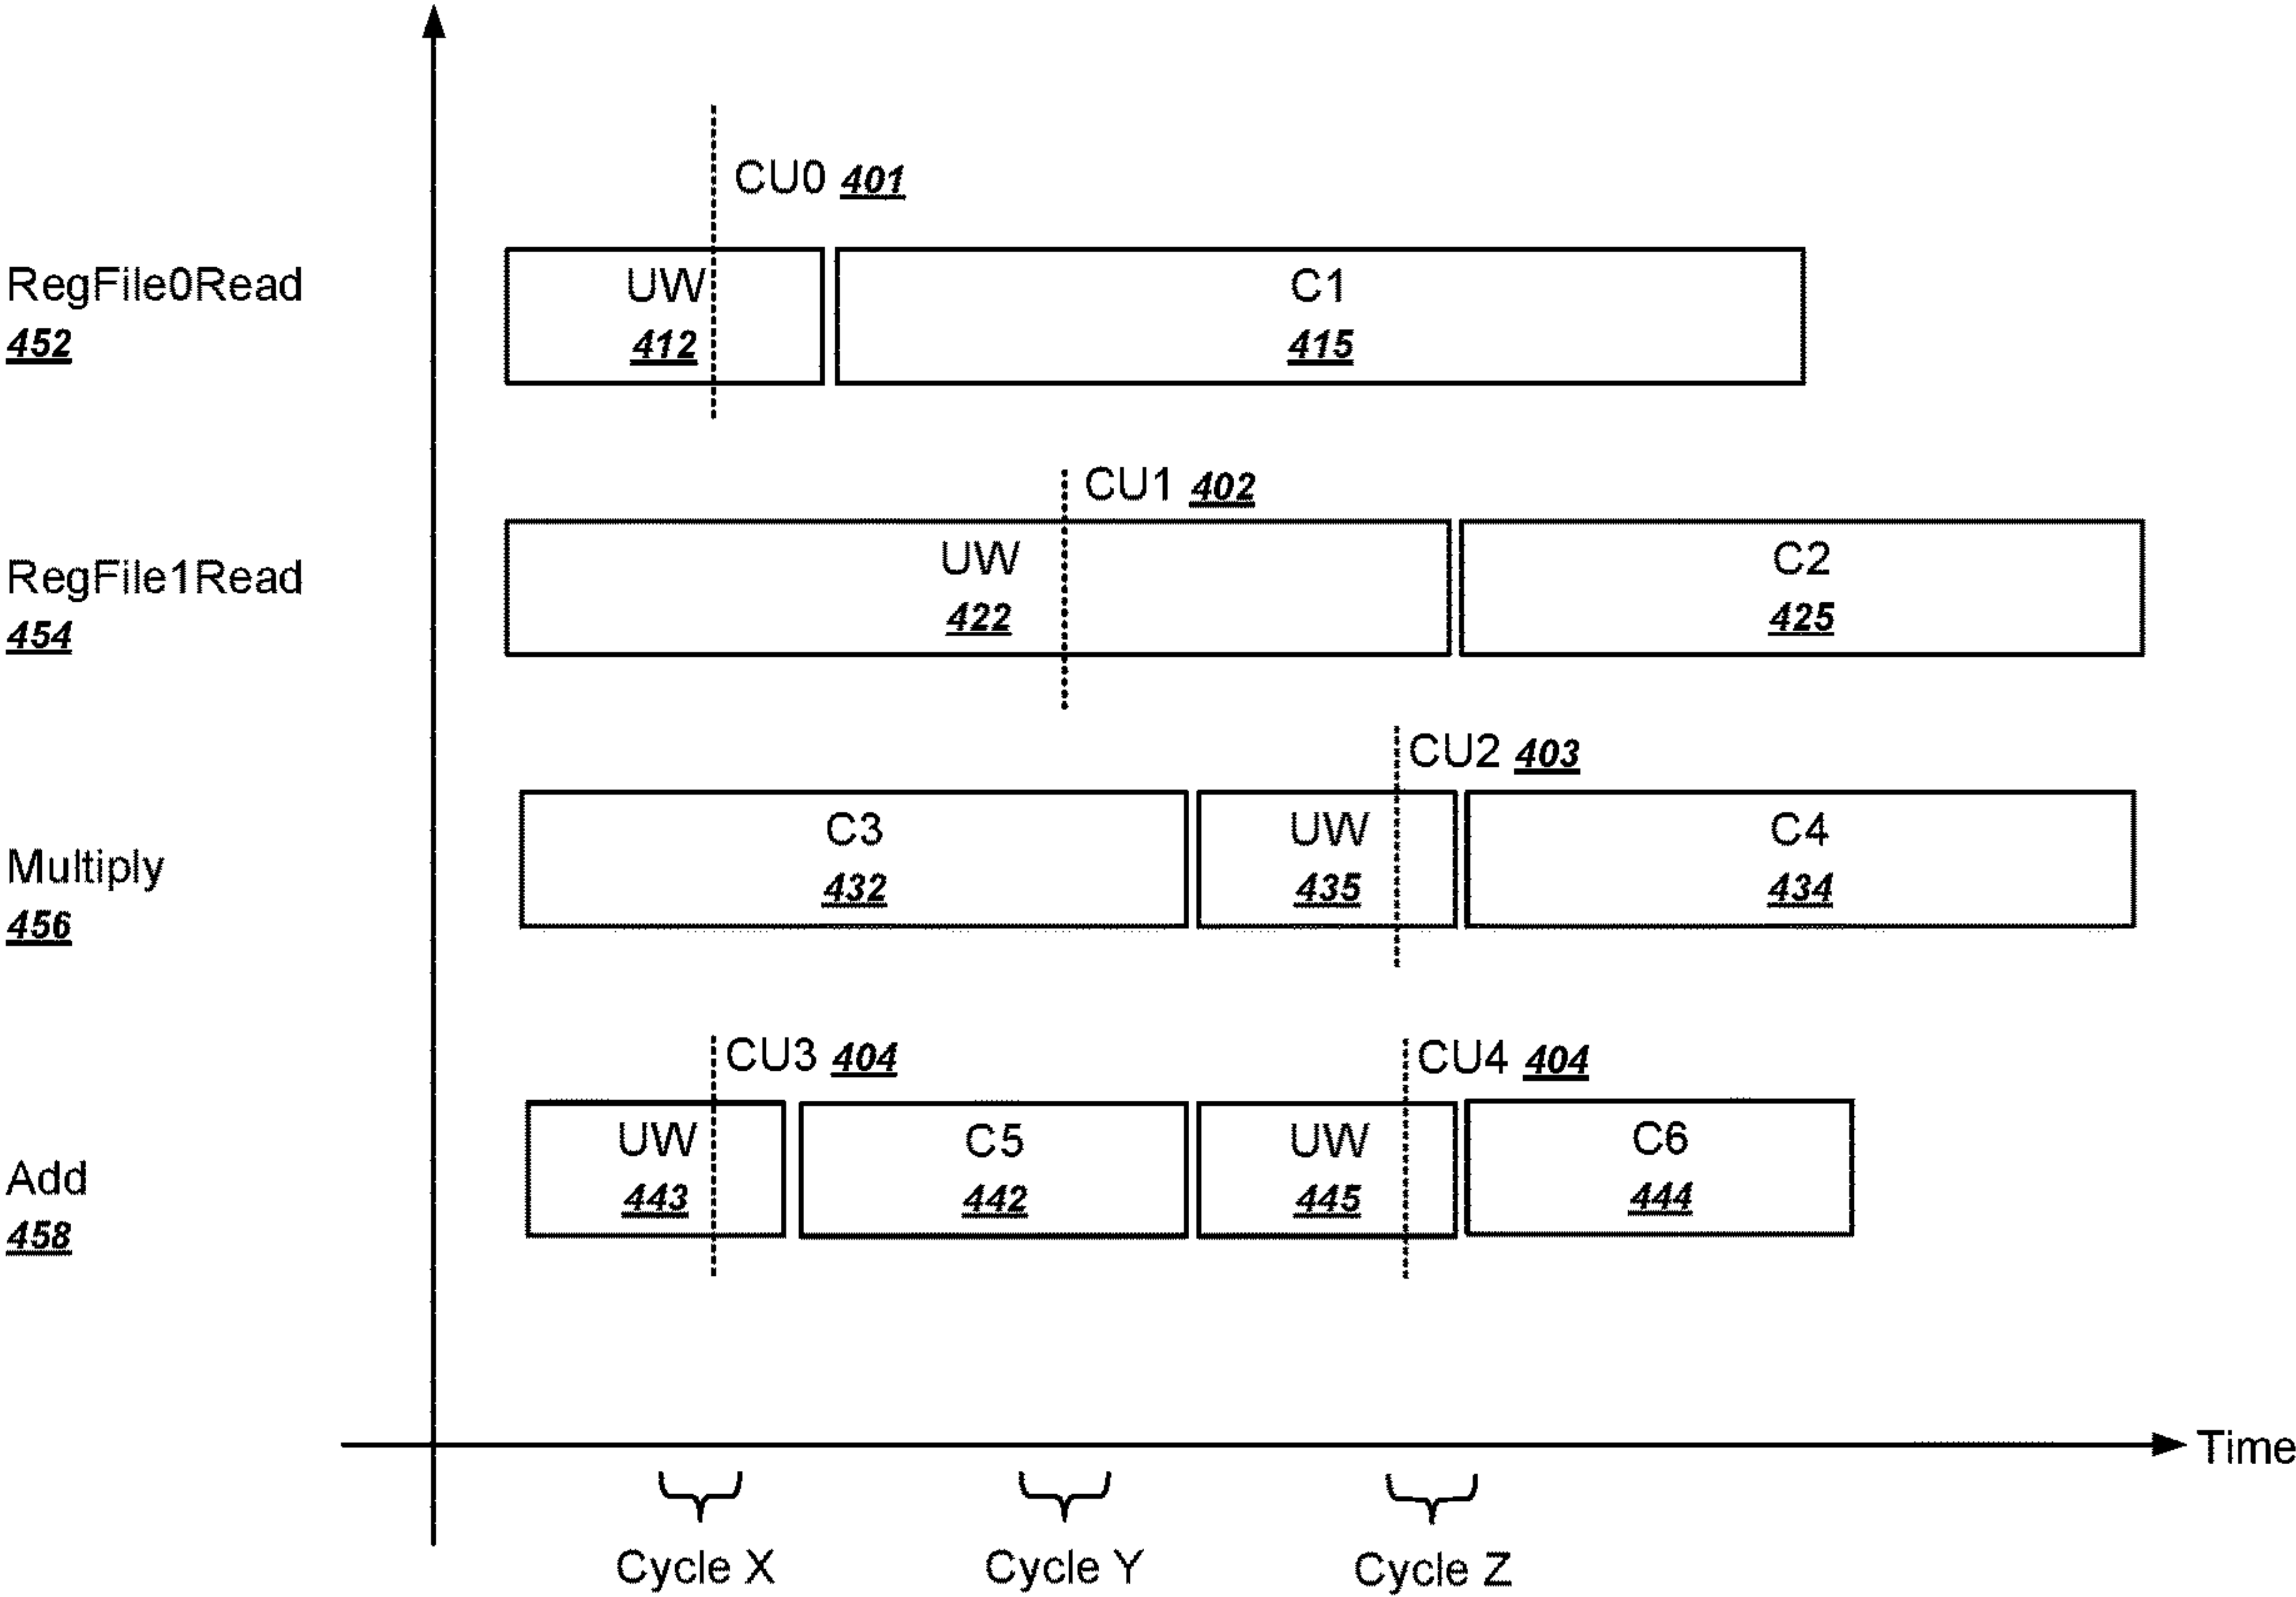 CU0 401
RegFile0Read
452
UW
412
C1
415
CU1 402
RegFile1Read
454
UW
422
C2
425
CU2 403
Multiply
456
C3
432
UW
435
C4
434
CU3 404
CU4 404
Add
458
UW
443
C5
442
UW
445
C6
444
Time
Cycle X
Cycle Y
Cycle Z